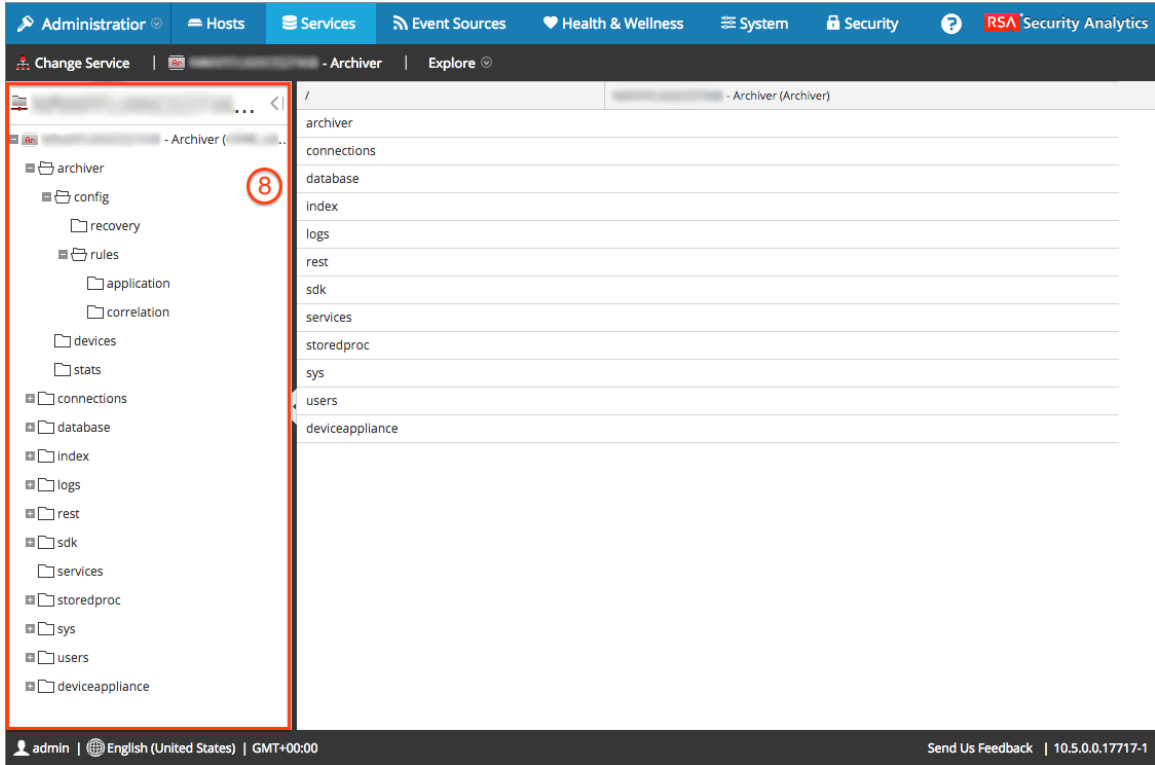 Administration Hosts Services Event Sources Health & Wellness System Security ? RSA Security Analytics
Change Service | - Archiver | Explore
...
/ - Archiver (Archiver)
- Archiver ( ..
archiver
config
recovery
rules
application
correlation
devices
stats
connections
database
index
logs
rest
sdk
services
storedproc
sys
users
deviceappliance
8
archiver
connections
database
index
logs
rest
sdk
services
storedproc
sys
users
deviceappliance
admin | English (United States) | GMT+00:00 Send Us Feedback | 10.5.0.0.17717-1